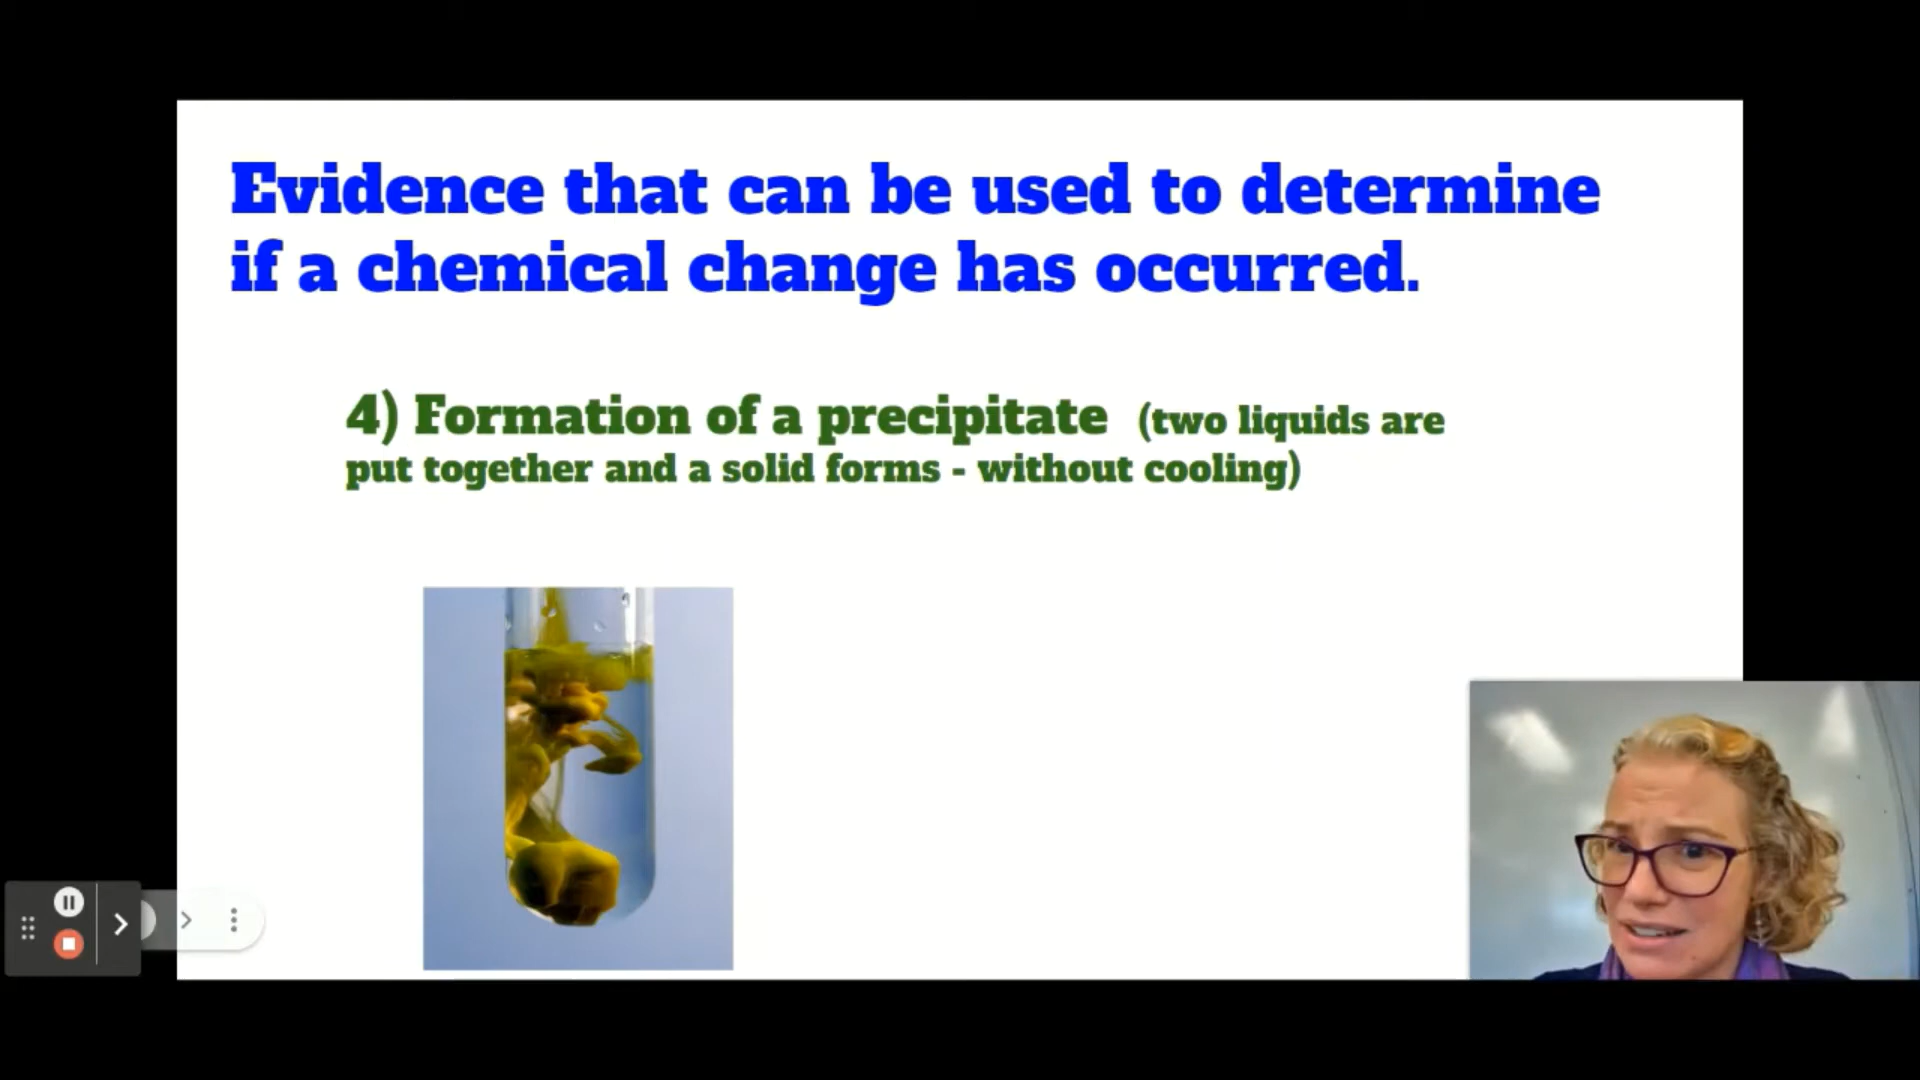 Evidence that can be used to determine
if a chemical change has occurred.
4) Formation of a precipitate (two liquids are
put together and a solid forms - without cooling)